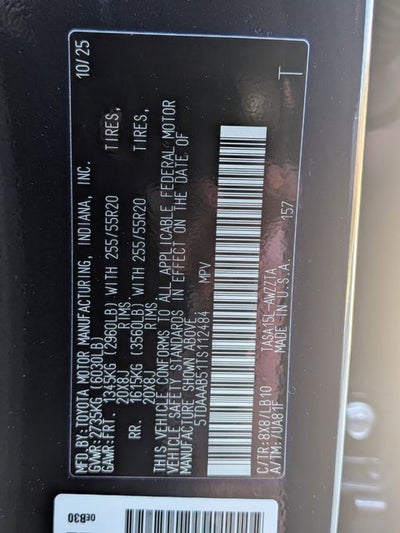 MFD. BY: TOYOTA MOTOR MANUFACTURING, INDIANA, INC. 10/25
GVWR:2735KG(6030LB)
GAWR:FRT. 1345KG(2960LB)WITH 255/55R20 TIRES,
20X8J RIMS,
RR. 1615KG(3560LB)WITH 255/55R20 TIRES,
20X8J RIMS,
THIS VEHICLE CONFORMS TO ALL APPLICABLE FEDERAL MOTOR
VEHICLE SAFETY STANDARDS IN EFFECT ON THE DATE OF
MANUFACTURE SHOWN ABOVE.
5TDAAAB51TS112484 MPV
T
C/TR:8X8/LB10 TASA15L-AWZZTA 157
A/TM:/UA81F MADE IN U.S.A.
0EB30